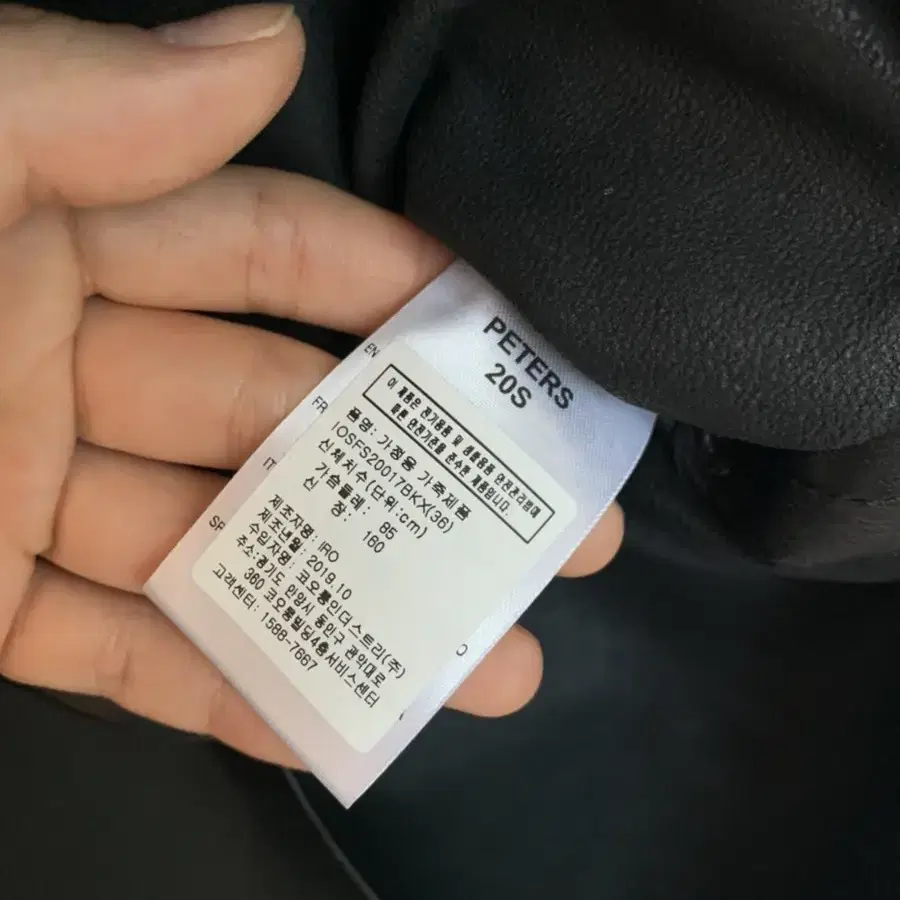 PETERS
20S
EN
FR
IT
SP
이 제품은 전기용품 및 생활용품 안전관리법에
따른 안전기준을 준수한 제품입니다.
품명: 가정용 가죽제품
IOSFS20017BKX(36)
신체치수(단위:cm)
가슴둘레: 85
신 장: 160
제조자명: IRO
제조년월: 2019.10
수입자명: 코오롱인더스트리(주)
주소:경기도 안양시 동안구 관악대로
360 코오롱빌딩4층서비스센터
고객센터: 1588-7667